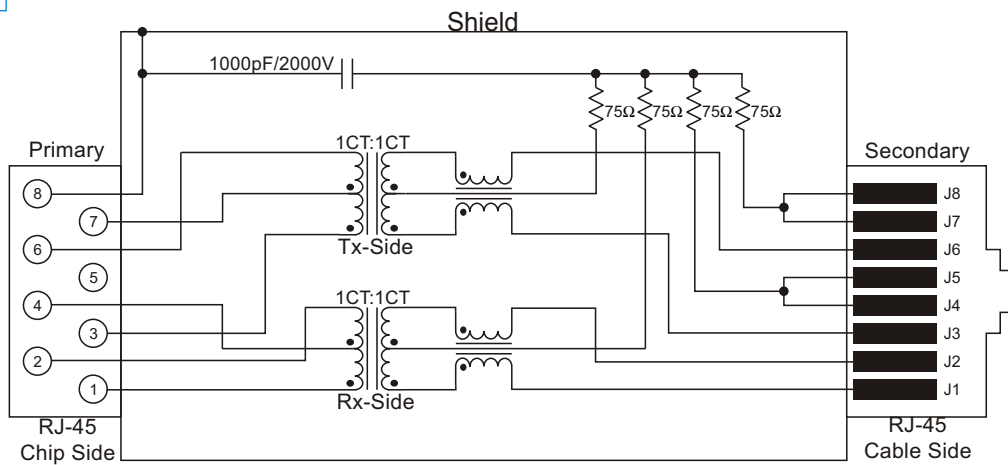 Shield
1000pF/2000V
75Ω 75Ω 75Ω 75Ω
Primary
1CT:1CT
Secondary
8
J8
7
J7
6
Tx-Side
J6
5
J5
4
1CT:1CT
J4
3
J3
2
J2
1
Rx-Side
J1
RJ-45
Chip Side
RJ-45
Cable Side